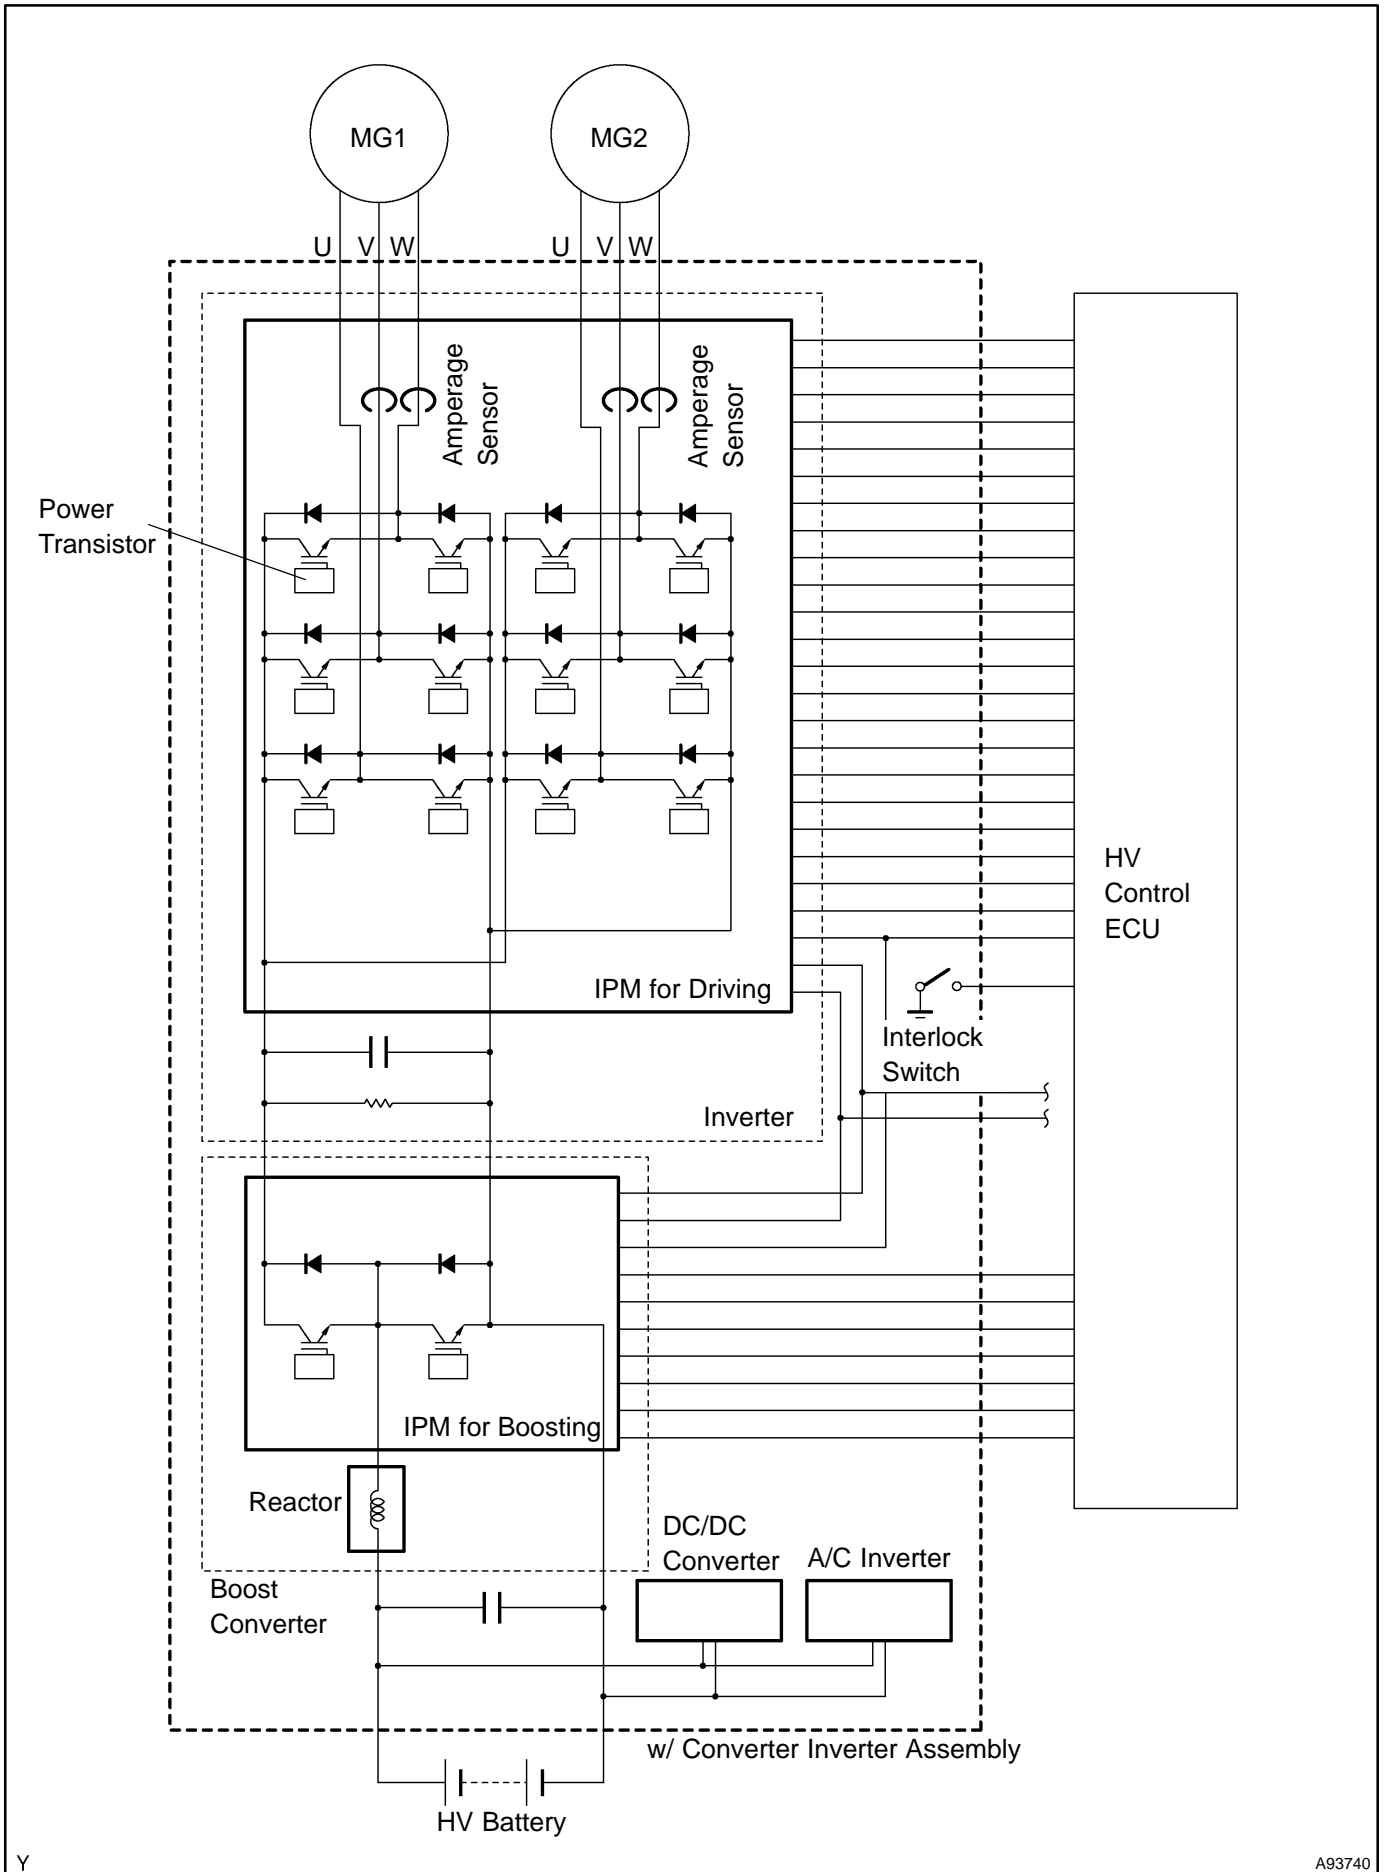 MG1
MG2
U V W
U V W
Amperage
Sensor
Amperage
Sensor
Power
Transistor
HV
Control
ECU
IPM for Driving
Interlock
Switch
Inverter
IPM for Boosting
Reactor
DC/DC
Converter
A/C Inverter
Boost
Converter
w/ Converter Inverter Assembly
HV Battery
Y
A93740